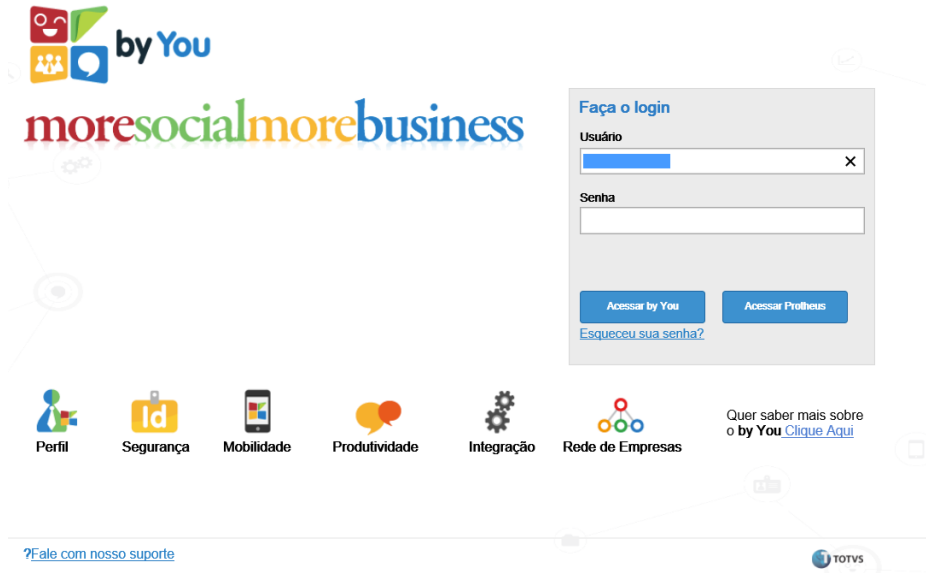 by You
moresocialmorebusiness
Faça o login
Usuário
Senha
Acessar by You
Acessar Protheus
Esqueceu sua senha?
Id
Perfil
Segurança
Mobilidade
Produtividade
Integração
Rede de Empresas
Quer saber mais sobre
o by You Clique Aqui
?Fale com nosso suporte
TOTVS